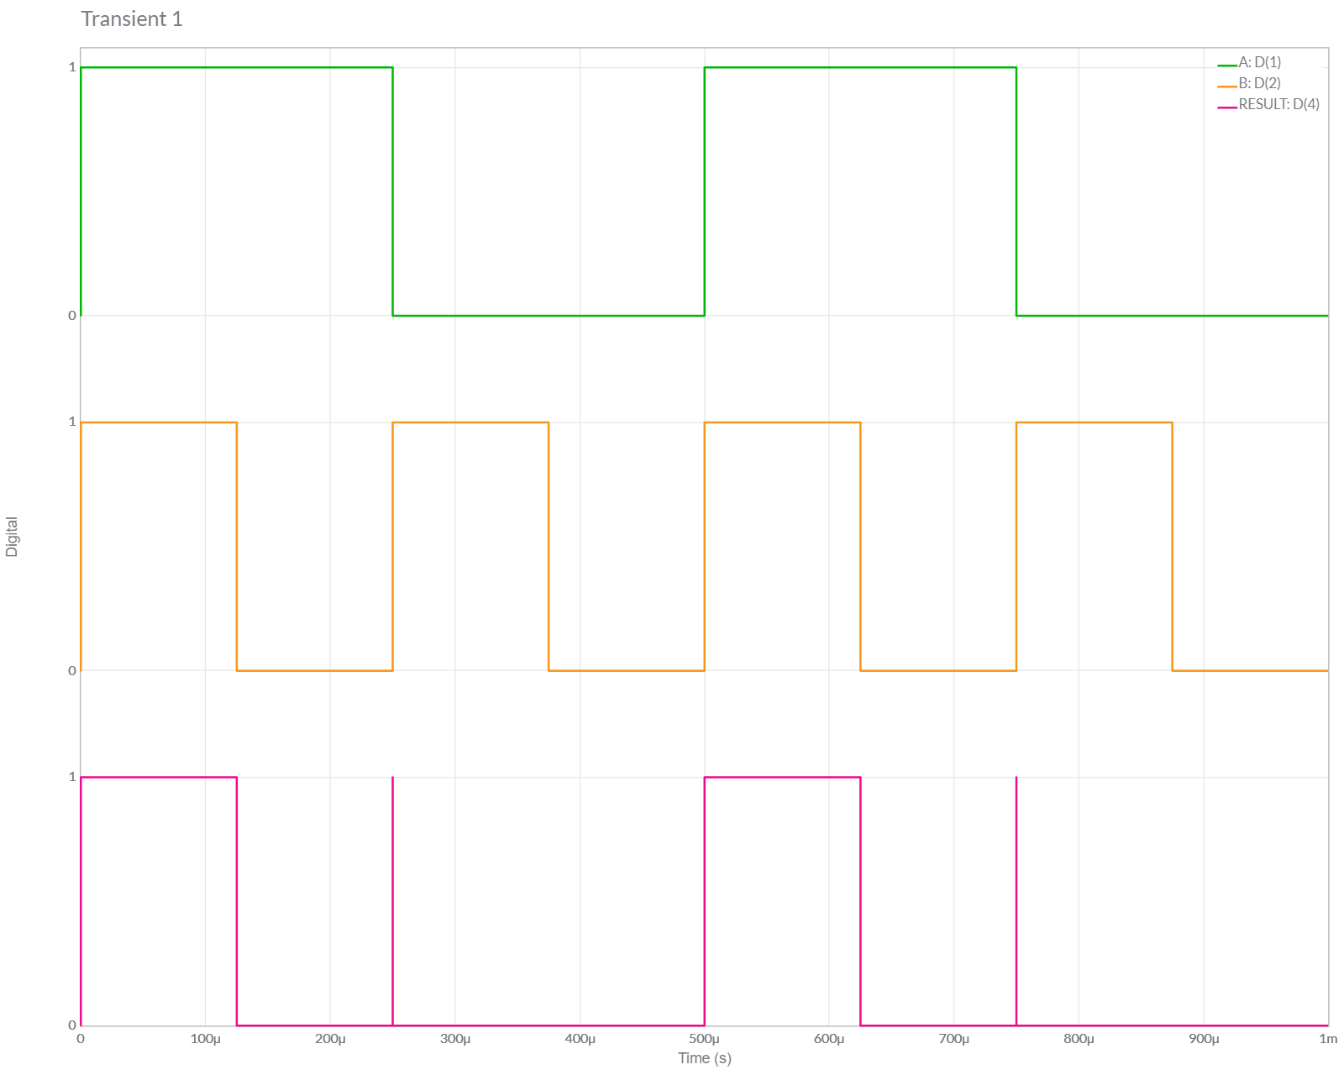 Transient 1
A: D(1)
B: D(2)
RESULT: D(4)
1
0
1
0
1
0
Digital
0 100µ 200µ 300µ 400µ 500µ 600µ 700µ 800µ 900µ 1m
Time (s)